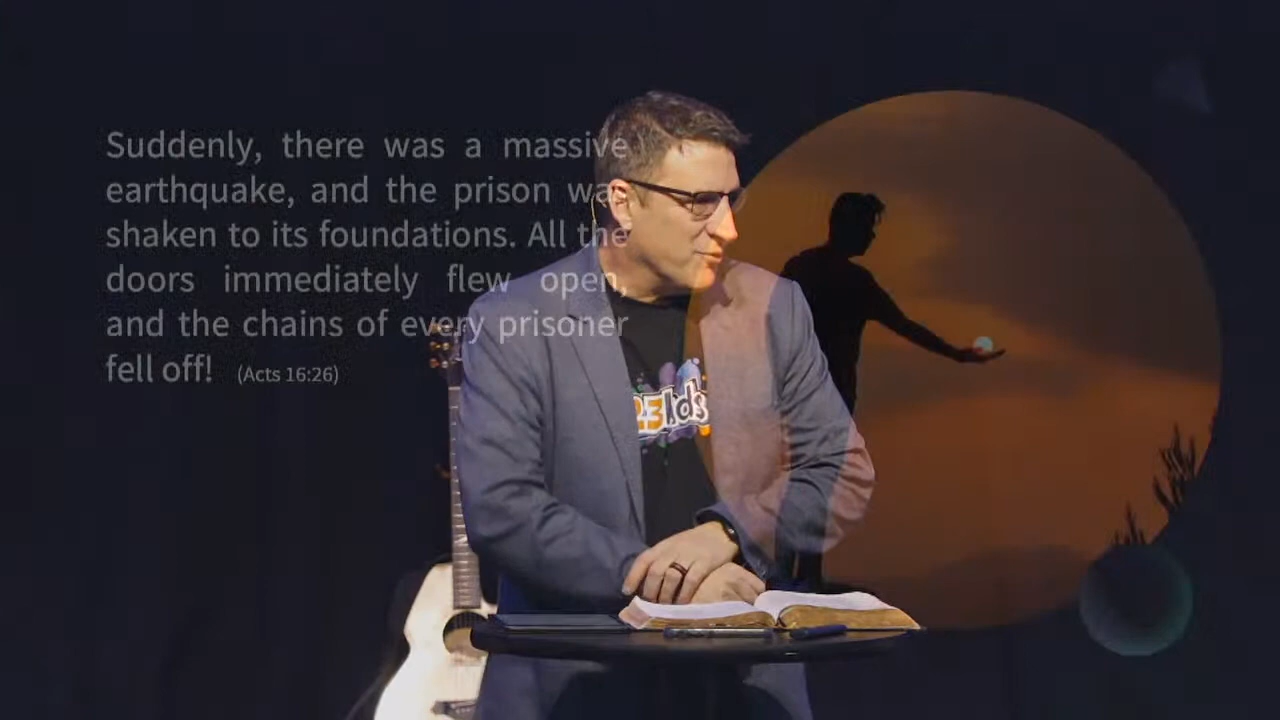 Suddenly, there was a massive
earthquake, and the prison was
shaken to its foundations. All the
doors immediately flew open,
and the chains of every prisoner
fell off! (Acts 16:26)
23kids